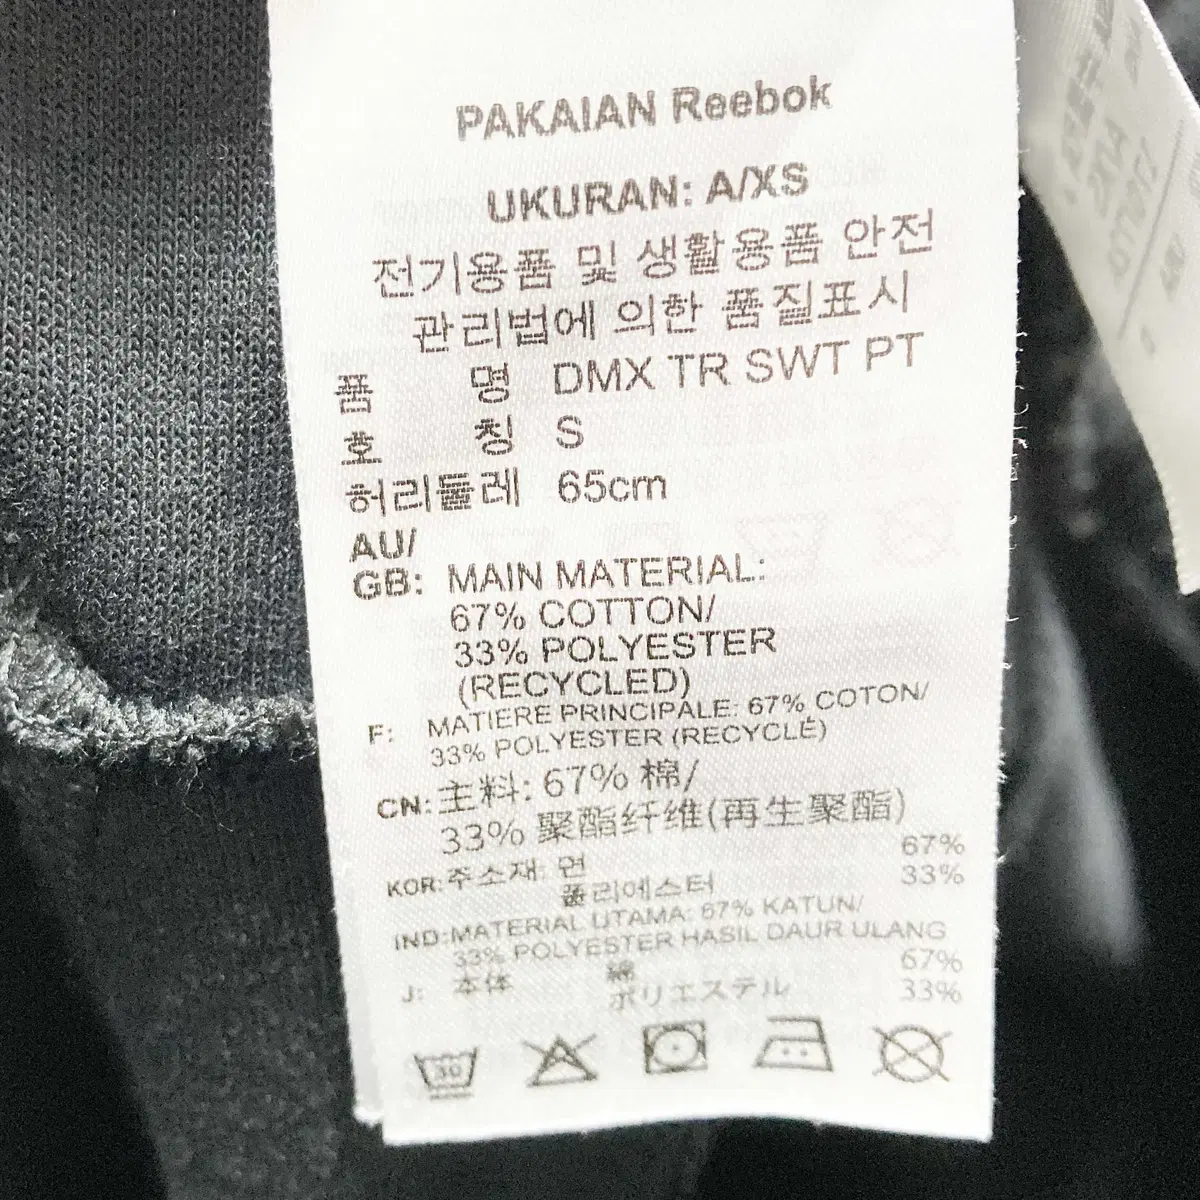 PAKAIAN Reebok
UKURAN: A/XS
전기용품 및 생활용품 안전
관리법에 의한 품질표시
품 명 DMX TR SWT PT
호 칭 S
허리둘레 65cm
AU/
GB: MAIN MATERIAL:
67% COTTON/
33% POLYESTER
(RECYCLED)
F: MATIERE PRINCIPALE: 67% COTON/
33% POLYESTER (RECYCLÉ)
CN: 主料: 67% 棉/
33% 聚酯纤维(再生聚酯)
KOR: 주소재: 면 67%
폴리에스터 33%
IND: MATERIAL UTAMA: 67% KATUN/
33% POLYESTER HASIL DAUR ULANG
J: 本体 綿 67%
ポリエステル 33%
30